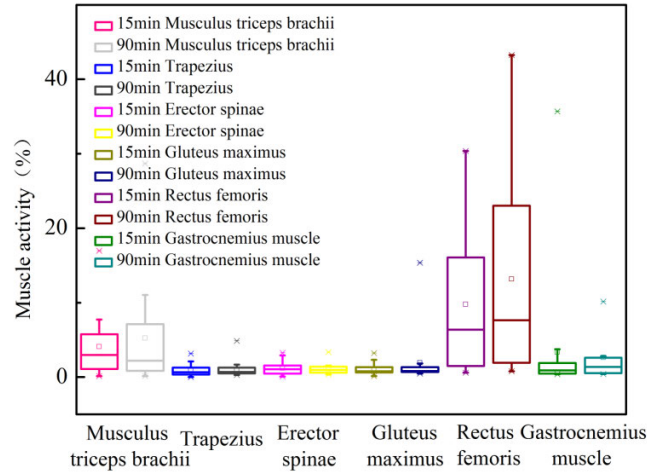 15min Musculus triceps brachii
90min Musculus triceps brachii
15min Trapezius
90min Trapezius
15min Erector spinae
90min Erector spinae
15min Gluteus maximus
90min Gluteus maximus
15min Rectus femoris
90min Rectus femoris
15min Gastrocnemius muscle
90min Gastrocnemius muscle
Muscle activity（%）
40
20
0
Musculus triceps brachii
Trapezius
Erector spinae
Gluteus maximus
Rectus femoris
Gastrocnemius muscle